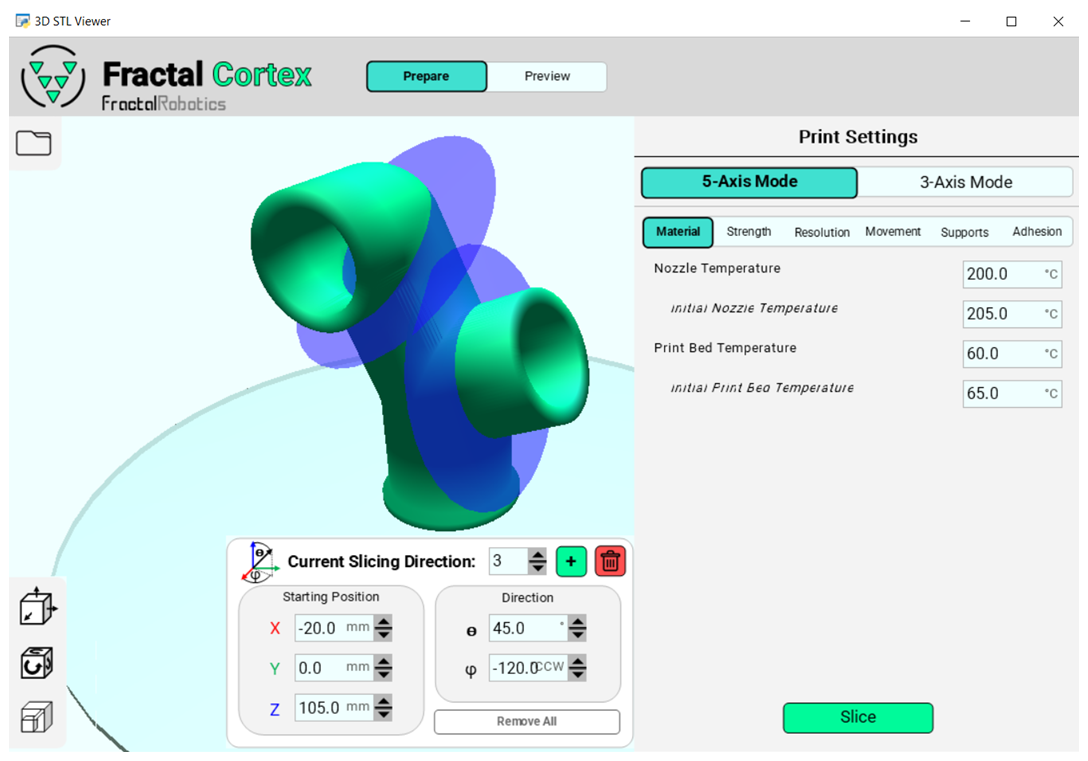 3D STL Viewer
Fractal Cortex
FractalRobotics
Prepare
Preview
Print Settings
5-Axis Mode
3-Axis Mode
Material
Strength
Resolution
Movement
Supports
Adhesion
Nozzle Temperature
200.0 °C
Initial Nozzle Temperature
205.0 °C
Print Bed Temperature
60.0 °C
Initial Print Bed Temperature
65.0 °C
Θ
φ
Current Slicing Direction:
3
+
Starting Position
X -20.0 mm
Y 0.0 mm
Z 105.0 mm
Direction
Θ 45.0 °
φ -120.0 CCW
Remove All
Slice